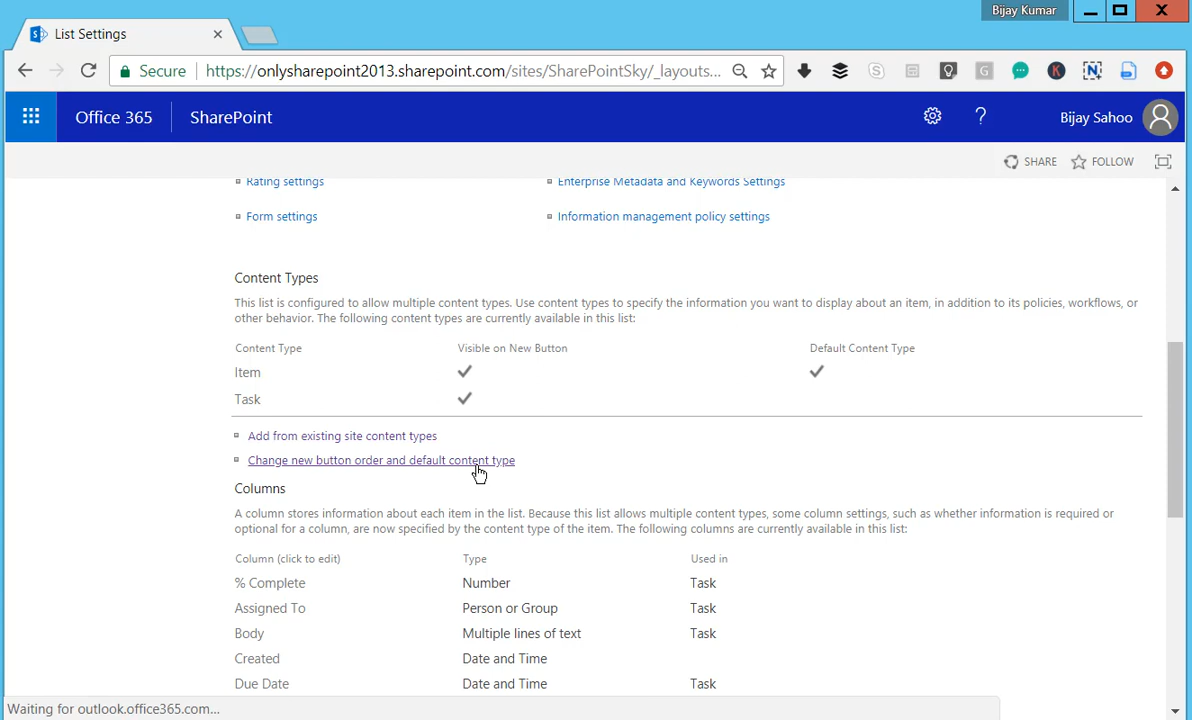 Bijay Kumar
List Settings
Secure https://onlysharepoint2013.sharepoint.com/sites/SharePointSky/_layouts...
Office 365 SharePoint ? Bijay Sahoo
SHARE FOLLOW
Rating settings Enterprise Metadata and Keywords Settings
Form settings Information management policy settings
Content Types
This list is configured to allow multiple content types. Use content types to specify the information you want to display about an item, in addition to its policies, workflows, or
other behavior. The following content types are currently available in this list:
Content Type Visible on New Button Default Content Type
Item
Task
Add from existing site content types
Change new button order and default content type
Columns
A column stores information about each item in the list. Because this list allows multiple content types, some column settings, such as whether information is required or
optional for a column, are now specified by the content type of the item. The following columns are currently available in this list:
Column (click to edit) Type Used in
% Complete Number Task
Assigned To Person or Group Task
Body Multiple lines of text Task
Created Date and Time
Due Date Date and Time Task
Waiting for outlook.office365.com...